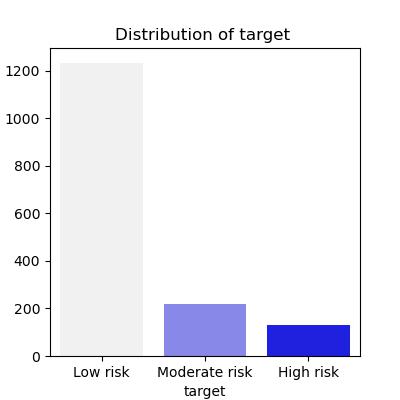 Distribution of target
1200
1000
800
600
400
200
0
Low risk
Moderate risk
High risk
target